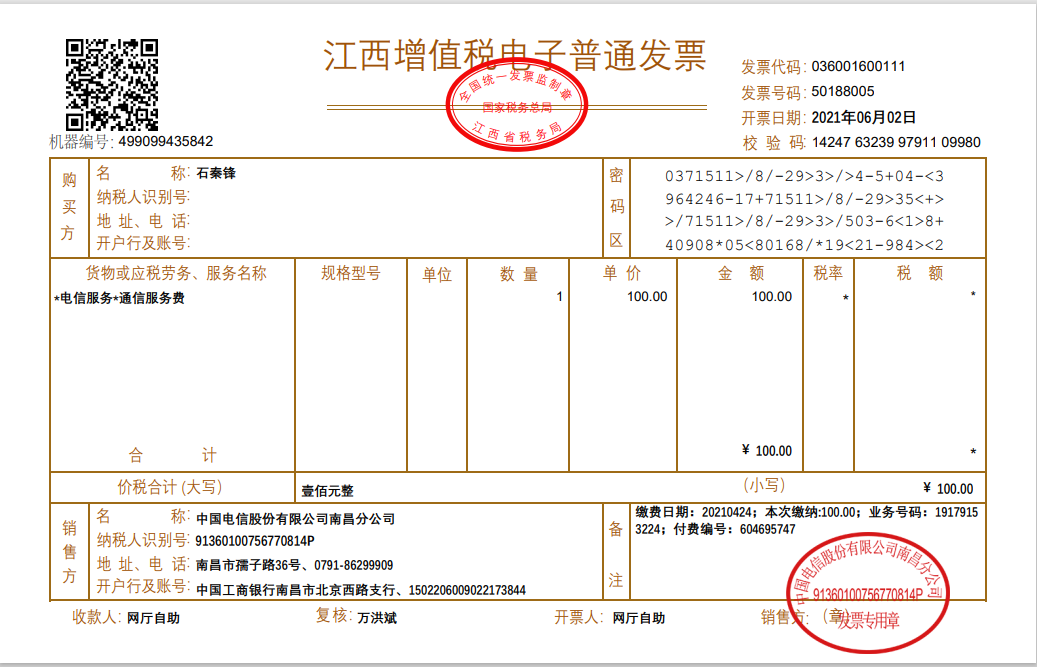 江西增值税电子普通发票
全国统一发票监制章
国家税务总局
江西省税务局
发票代码: 036001600111
发票号码: 50188005
开票日期: 2021年06月02日
机器编号: 499099435842
校 验 码: 14247 63239 97911 09980
购买方
名 称: 石秦锋
纳税人识别号:
地 址、电 话:
开户行及账号:
密码区
0371511>/8/-29>3>/>4-5+04-<3
964246-17+71511>/8/-29>35<+>
>/71511>/8/-29>3>/503-6<1>8+
40908*05<80168/*19<21-984><2
货物或应税劳务、服务名称 规格型号 单位 数 量 单 价 金 额 税率 税 额
*电信服务*通信服务费 1 100.00 100.00 * *
合 计 ¥ 100.00 *
价税合计 (大写) 壹佰元整 (小写) ¥ 100.00
销售方
名 称: 中国电信股份有限公司南昌分公司
纳税人识别号: 91360100756770814P
地 址、电 话: 南昌市孺子路36号、0791-86299909
开户行及账号: 中国工商银行南昌市北京西路支行、1502206009022173844
备注
缴费日期: 20210424; 本次缴纳:100.00; 业务号码: 1917915
3224; 付费编号: 604695747
中国电信股份有限公司南昌分公司
91360100756770814P
发票专用章
收款人: 网厅自助 复核: 万洪斌 开票人: 网厅自助 销售方: (章)